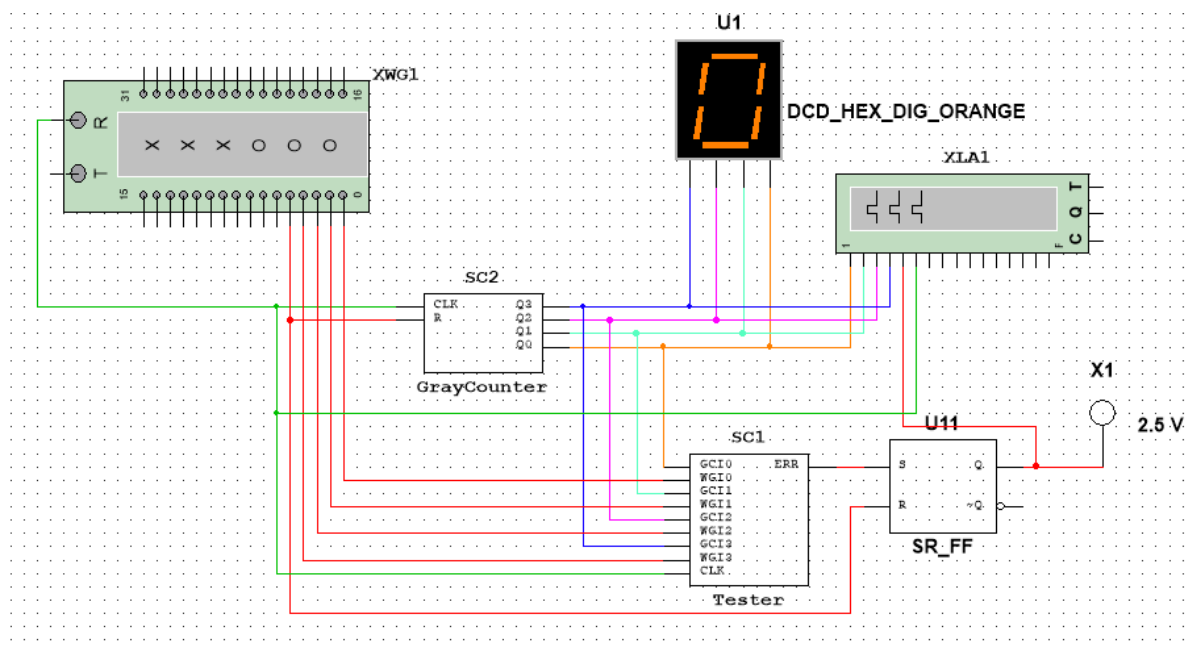 U1
XWG1
31
16
R
X X X O O O
T
15
0
DCD_HEX_DIG_ORANGE
XLA1
T
Q
C
1
F
SC2
CLK
R
Q3
Q2
Q1
Q0
GrayCounter
X1
2.5 V
SC1
GCI0
WGI0
GCI1
WGI1
GCI2
WGI2
GCI3
WGI3
CLK
ERR
Tester
U11
S
R
Q
~Q
SR_FF